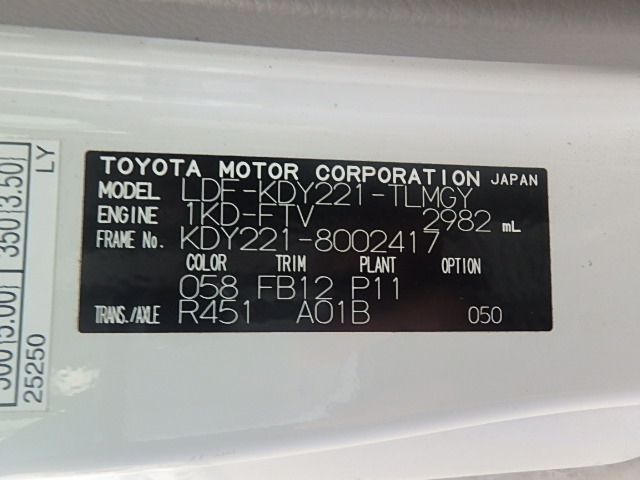 TOYOTA MOTOR CORPORATION JAPAN
MODEL LDF-KDY221-TLMGY
ENGINE 1KD-FTV 2982 mL
FRAME No. KDY221-8002417
COLOR TRIM PLANT OPTION
058 FB12 P11
TRANS./AXLE R451 A01B 050
350(3.50)
LY
25250